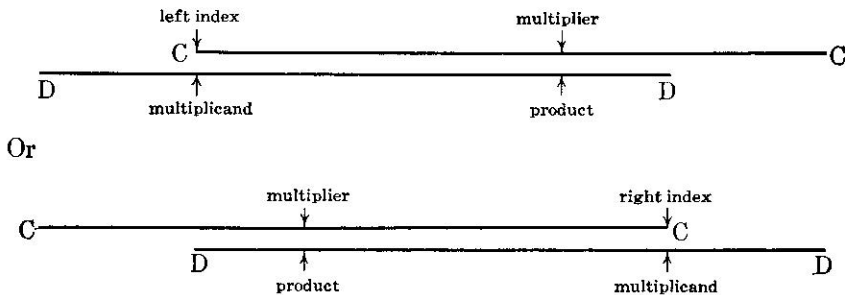 left index multiplier
C C
D D
multiplicand product
Or
multiplier right index
C C
D D
product multiplicand